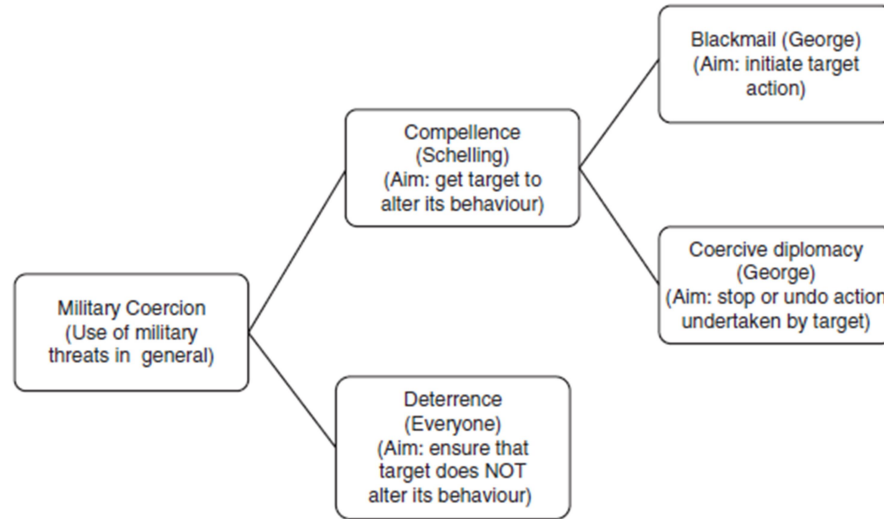 Blackmail (George)
(Aim: initiate target
action)
Compellence
(Schelling)
(Aim: get target to
alter its behaviour)
Coercive diplomacy
(George)
(Aim: stop or undo action
undertaken by target)
Military Coercion
(Use of military
threats in general)
Deterrence
(Everyone)
(Aim: ensure that
target does NOT
alter its behaviour)